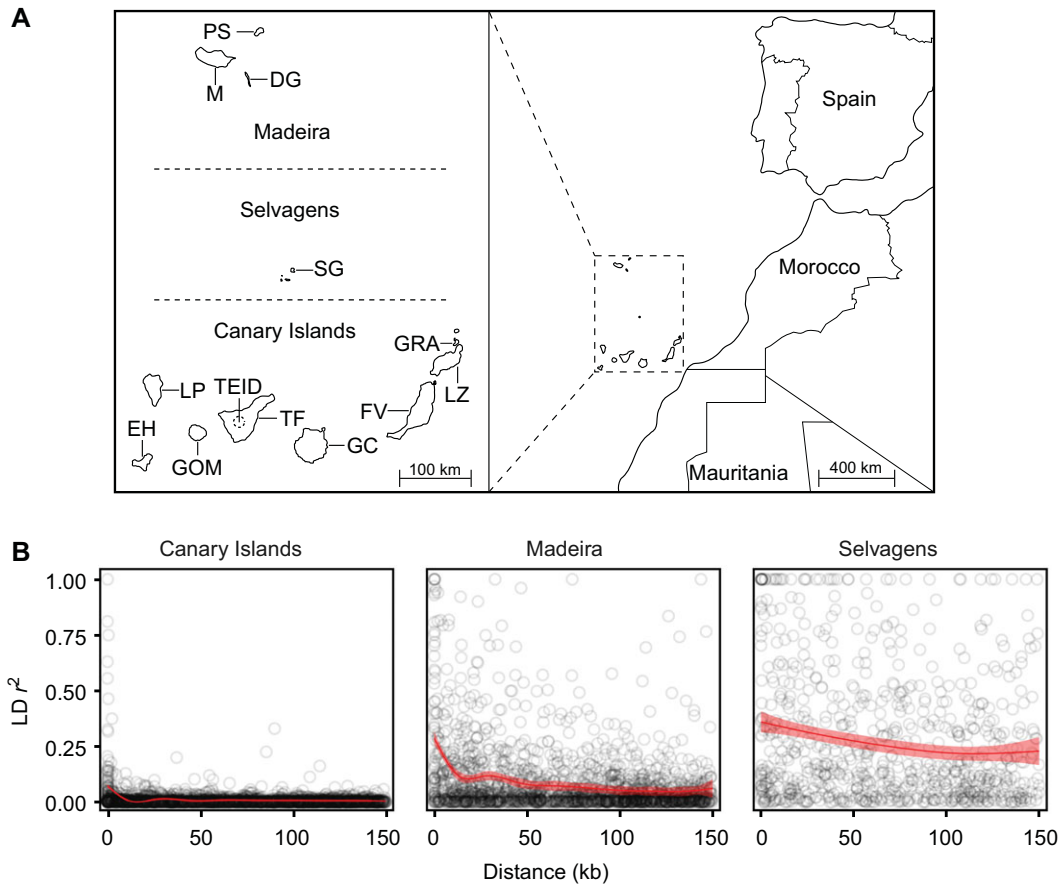 A
PS
M
DG
Madeira
Selvagens
SG
Canary Islands
GRA
LP
TEID
TF
FV
LZ
EH
GOM
GC
100 km
Spain
Morocco
Mauritania
400 km
B
Canary Islands
Madeira
Selvagens
LD r²
1.00
0.75
0.50
0.25
0.00
0 50 100 150
0 50 100 150
0 50 100 150
Distance (kb)